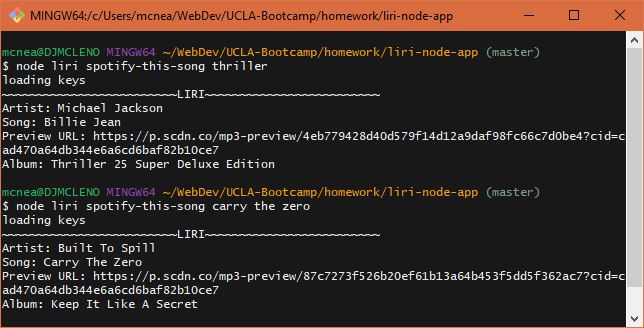 MINGW64:/c/Users/mcnea/WebDev/UCLA-Bootcamp/homework/liri-node-app
mcnea@DJMCLENO MINGW64 ~/WebDev/UCLA-Bootcamp/homework/liri-node-app (master)
$ node liri spotify-this-song thriller
loading keys
~~~~~~~~~~~~~~~~~~~~~~~~~LIRI~~~~~~~~~~~~~~~~~~~~~~~~~
Artist: Michael Jackson
Song: Billie Jean
Preview URL: https://p.scdn.co/mp3-preview/4eb779428d40d579f14d12a9daf98fc66c7d0be4?cid=c
ad470a64db344e6a6cd6baf82b10ce7
Album: Thriller 25 Super Deluxe Edition
mcnea@DJMCLENO MINGW64 ~/WebDev/UCLA-Bootcamp/homework/liri-node-app (master)
$ node liri spotify-this-song carry the zero
loading keys
~~~~~~~~~~~~~~~~~~~~~~~~~LIRI~~~~~~~~~~~~~~~~~~~~~~~~~
Artist: Built To Spill
Song: Carry The Zero
Preview URL: https://p.scdn.co/mp3-preview/87c7273f526b20ef61b13a64b453f5dd5f362ac7?cid=c
ad470a64db344e6a6cd6baf82b10ce7
Album: Keep It Like A Secret